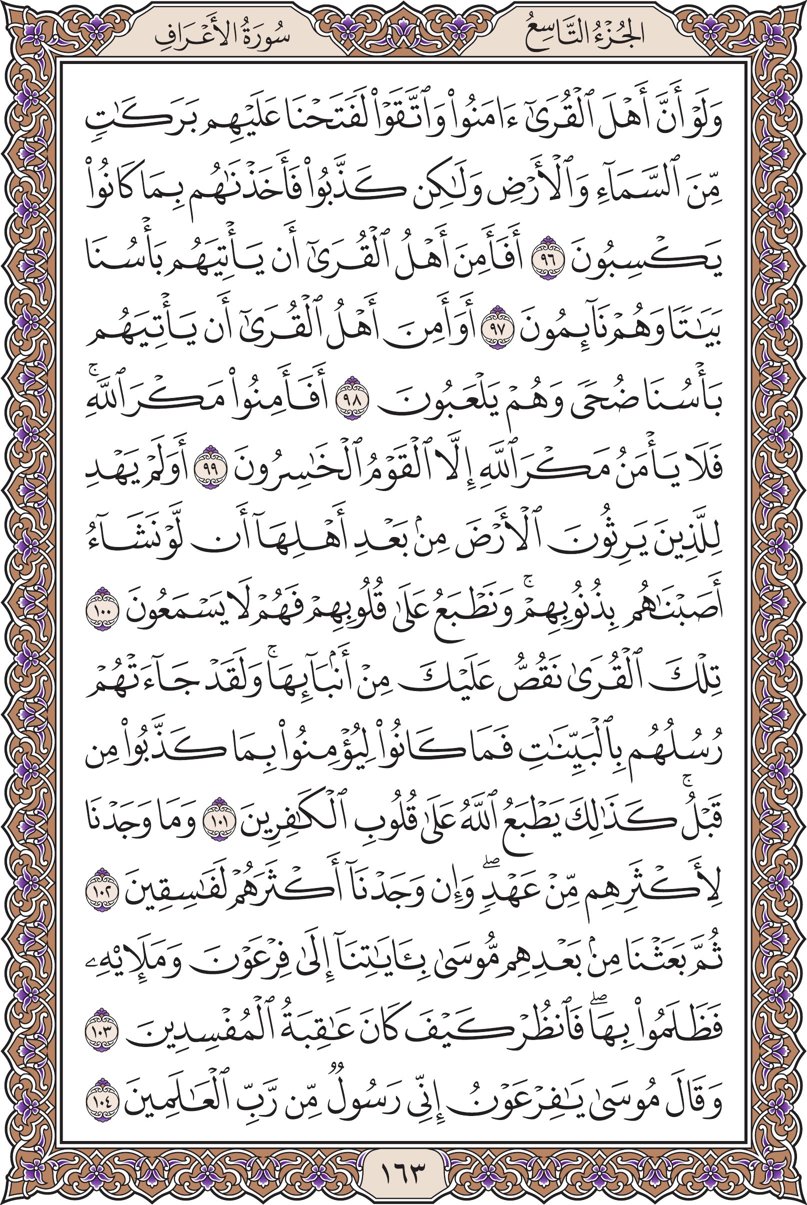 الجُزْءُ التَّاسِعُ
سُورَةُ الأَعْرَافِ
وَلَوْ أَنَّ أَهْلَ ٱلْقُرَىٰٓ ءَامَنُوا۟ وَٱتَّقَوْا۟ لَفَتَحْنَا عَلَيْهِم بَرَكَٰتٍ
مِّنَ ٱلسَّمَآءِ وَٱلْأَرْضِ وَلَٰكِن كَذَّبُوا۟ فَأَخَذْنَٰهُم بِمَا كَانُوا۟
يَكْسِبُونَ ٩٦ أَفَأَمِنَ أَهْلُ ٱلْقُرَىٰٓ أَن يَأْتِيَهُم بَأْسُنَا
بَيَٰتًا وَهُمْ نَآئِمُونَ ٩٧ أَوَأَمِنَ أَهْلُ ٱلْقُرَىٰٓ أَن يَأْتِيَهُم
بَأْسُنَا ضُحًى وَهُمْ يَلْعَبُونَ ٩٨ أَفَأَمِنُوا۟ مَكْرَ ٱللَّهِۚ
فَلَا يَأْمَنُ مَكْرَ ٱللَّهِ إِلَّا ٱلْقَوْمُ ٱلْخَٰسِرُونَ ٩٩ أَوَلَمْ يَهْدِ
لِلَّذِينَ يَرِثُونَ ٱلْأَرْضَ مِنۢ بَعْدِ أَهْلِهَآ أَن لَّوْ نَشَآءُ
أَصَبْنَٰهُم بِذُنُوبِهِمْۚ وَنَطْبَعُ عَلَىٰ قُلُوبِهِمْ فَهُمْ لَا يَسْمَعُونَ ١٠٠
تِلْكَ ٱلْقُرَىٰ نَقُصُّ عَلَيْكَ مِنْ أَنۢبَآئِهَاۚ وَلَقَدْ جَآءَتْهُمْ
رُسُلُهُم بِٱلْبَيِّنَٰتِ فَمَا كَانُوا۟ لِيُؤْمِنُوا۟ بِمَا كَذَّبُوا۟ مِن
قَبْلُۚ كَذَٰلِكَ يَطْبَعُ ٱللَّهُ عَلَىٰ قُلُوبِ ٱلْكَٰفِرِينَ ١٠١ وَمَا وَجَدْنَا
لِأَكْثَرِهِم مِّنْ عَهْدٍۖ وَإِن وَجَدْنَآ أَكْثَرَهُمْ لَفَٰسِقِينَ ١٠٢
ثُمَّ بَعَثْنَا مِنۢ بَعْدِهِم مُّوسَىٰ بِـَٔايَٰتِنَآ إِلَىٰ فِرْعَوْنَ وَمَلَإِي۟هِۦ
فَظَلَمُوا۟ بِهَاۖ فَٱنظُرْ كَيْفَ كَانَ عَٰقِبَةُ ٱلْمُفْسِدِينَ ١٠٣
وَقَالَ مُوسَىٰ يَٰفِرْعَوْنُ إِنِّى رَسُولٌ مِّن رَّبِّ ٱلْعَٰلَمِينَ ١٠٤
١٦٣